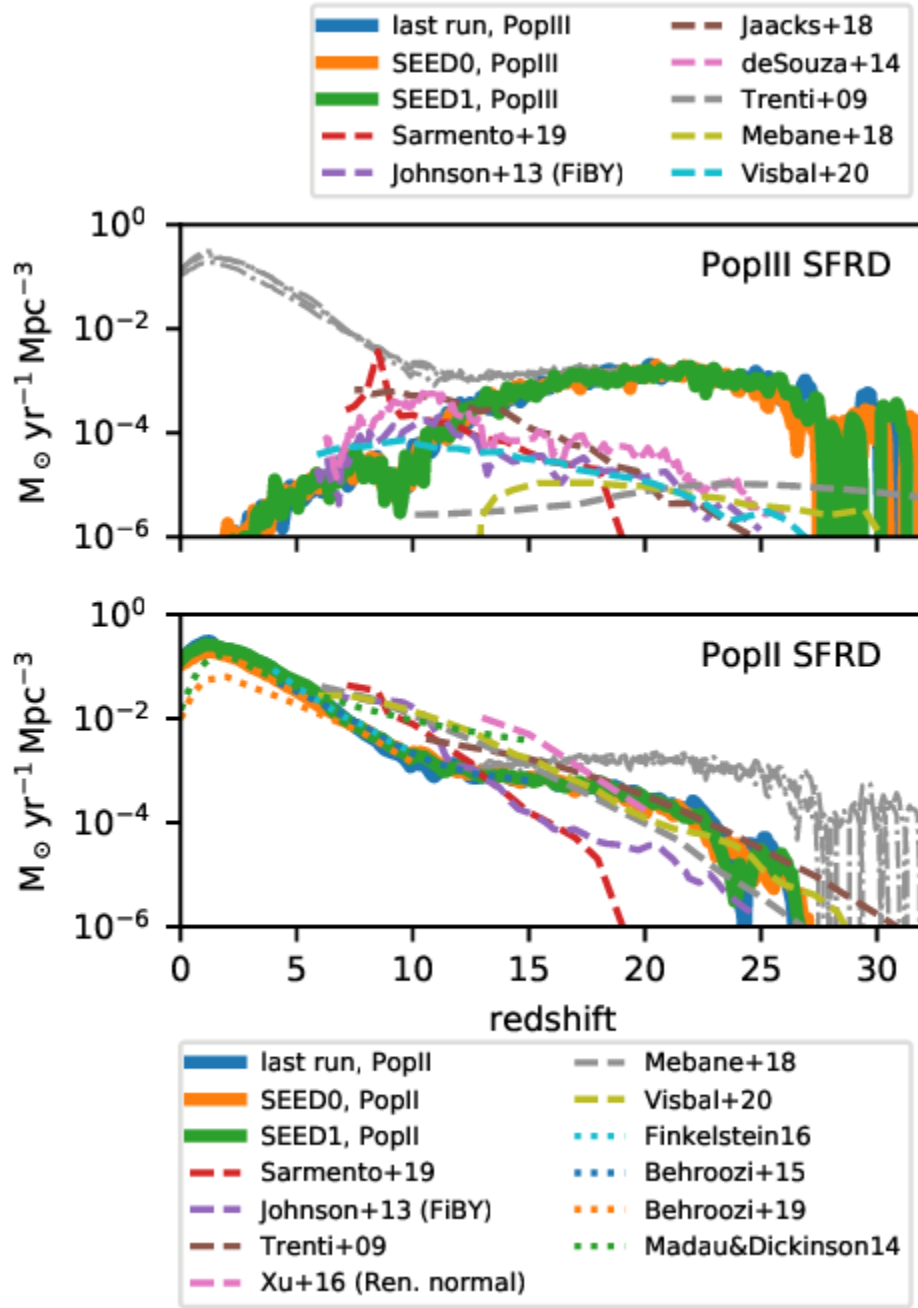 last run, PopIII
SEED0, PopIII
SEED1, PopIII
Sarmento+19
Johnson+13 (FiBY)
Jaacks+18
deSouza+14
Trenti+09
Mebane+18
Visbal+20
PopIII SFRD
M⊙ yr⁻¹ Mpc⁻³
10⁰
10⁻²
10⁻⁴
10⁻⁶
PopII SFRD
M⊙ yr⁻¹ Mpc⁻³
10⁰
10⁻²
10⁻⁴
10⁻⁶
0 5 10 15 20 25 30
redshift
last run, PopII
SEED0, PopII
SEED1, PopII
Sarmento+19
Johnson+13 (FiBY)
Trenti+09
Xu+16 (Ren. normal)
Mebane+18
Visbal+20
Finkelstein16
Behroozi+15
Behroozi+19
Madau&Dickinson14